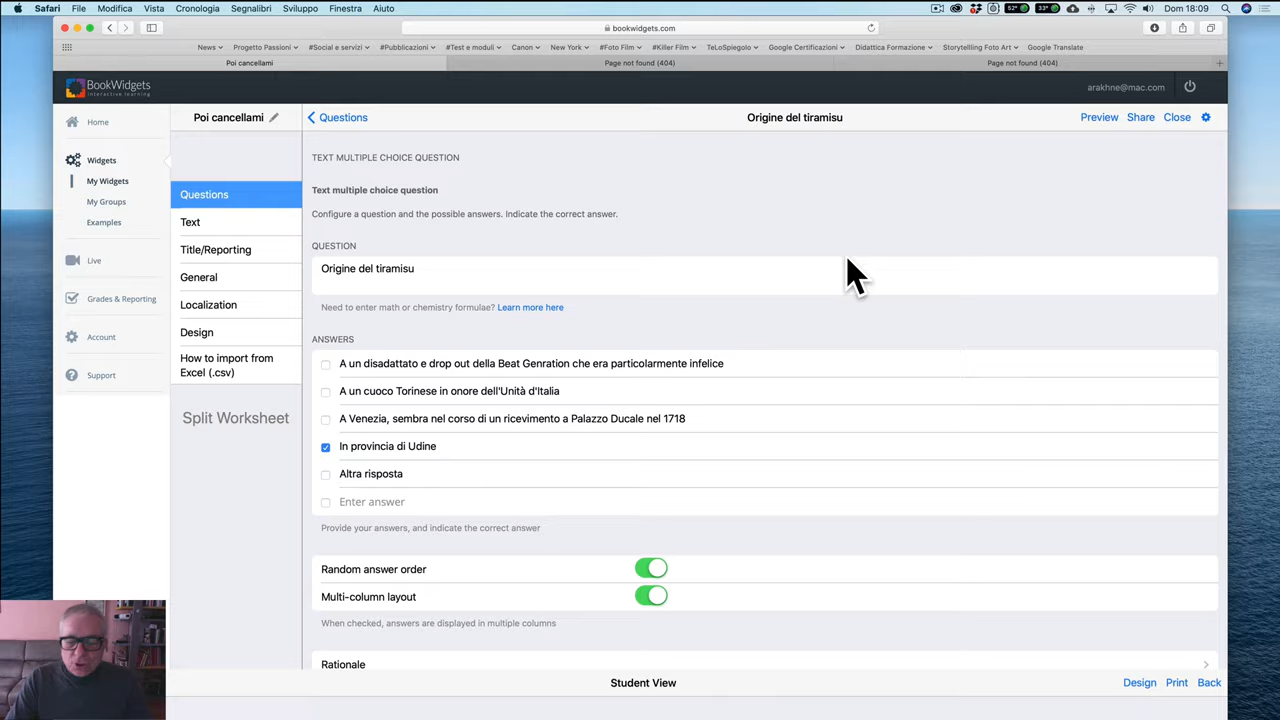 Safari File Modifica Vista Cronologia Segnalibri Sviluppo Finestra Aiuto 52° 33° Dom 18:09
bookwidgets.com
News Progetto Passioni #Social e servizi #Pubblicazioni #Test e moduli Canon New York #Foto Film #Killer Film TeLoSpiegolo Google Certificazioni Didattica Formazione Storytelling Foto Art Google Translate
Poi cancellami Page not found (404) Page not found (404)
BookWidgets
interactive learning
arakhne@mac.com
Home
Widgets
My Widgets
My Groups
Examples
Live
Grades & Reporting
Account
Support
Poi cancellami
Questions
Text
Title/Reporting
General
Localization
Design
How to import from
Excel (.csv)
Split Worksheet
Questions Origine del tiramisu Preview Share Close
TEXT MULTIPLE CHOICE QUESTION
Text multiple choice question
Configure a question and the possible answers. Indicate the correct answer.
QUESTION
Origine del tiramisu
Need to enter math or chemistry formulae? Learn more here
ANSWERS
A un disadattato e drop out della Beat Genration che era particolarmente infelice
A un cuoco Torinese in onore dell'Unità d'Italia
A Venezia, sembra nel corso di un ricevimento a Palazzo Ducale nel 1718
In provincia di Udine
Altra risposta
Enter answer
Provide your answers, and indicate the correct answer
Random answer order
Multi-column layout
When checked, answers are displayed in multiple columns
Rationale
Student View Design Print Back